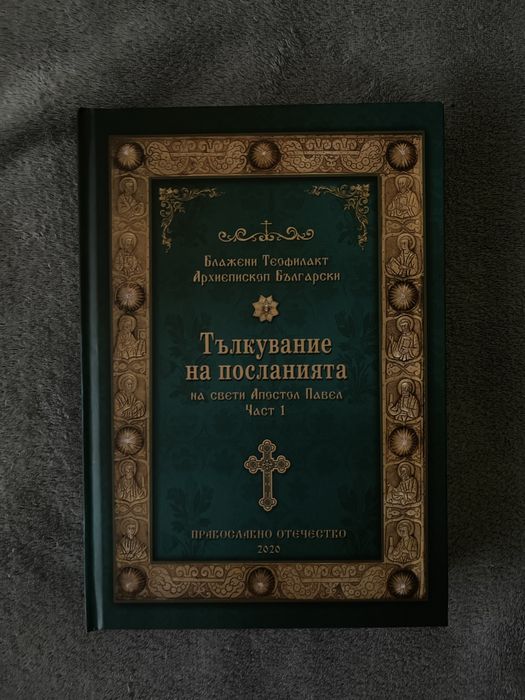 Блажени Теофилакт
Архиепископ Български
Тълкувание
на посланията
на свети Апостол Павел
Част 1
Православно Отечество
2020